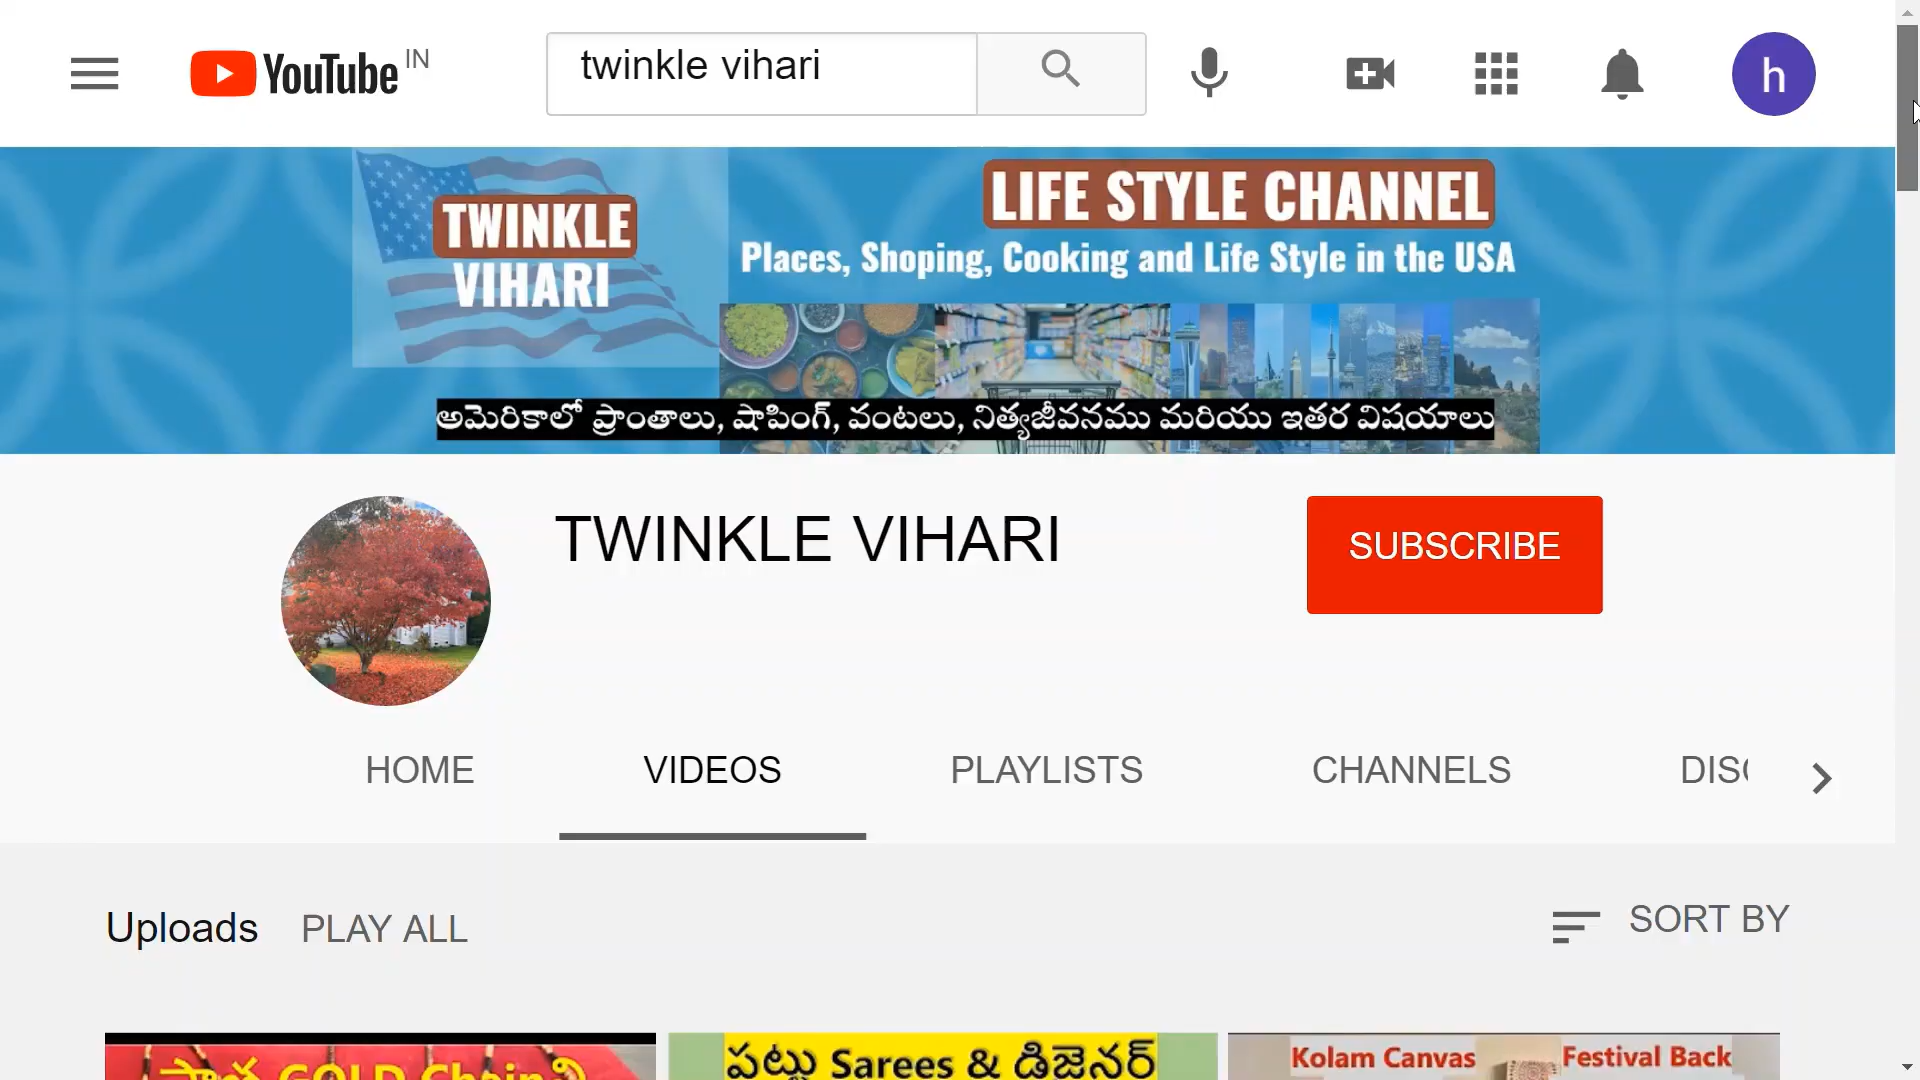 YouTube IN
twinkle vihari
h
TWINKLE
VIHARI
LIFE STYLE CHANNEL
Places, Shoping, Cooking and Life Style in the USA
అమెరికాలో ప్రాంతాలు, షాపింగ్, వంటలు, నిత్యజీవనము మరియు ఇతర విషయాలు
TWINKLE VIHARI
SUBSCRIBE
HOME VIDEOS PLAYLISTS CHANNELS
Uploads PLAY ALL
SORT BY
పాత GOLD Chainని
పట్టు Sarees & డిజైనర్
Kolam Canvas Festival Back